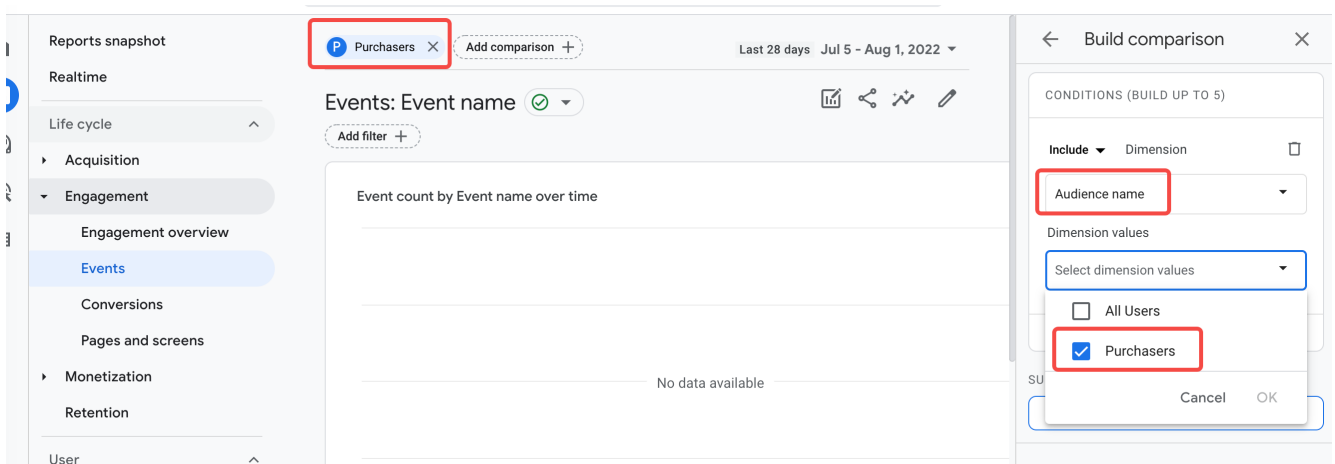 Reports snapshot
Realtime
Life cycle
Acquisition
Engagement
Engagement overview
Events
Conversions
Pages and screens
Monetization
Retention
User
P Purchasers
Add comparison
Last 28 days Jul 5 - Aug 1, 2022
Events: Event name
Add filter
Event count by Event name over time
No data available
Build comparison
CONDITIONS (BUILD UP TO 5)
Include Dimension
Audience name
Dimension values
Select dimension values
All Users
Purchasers
SU
Cancel OK